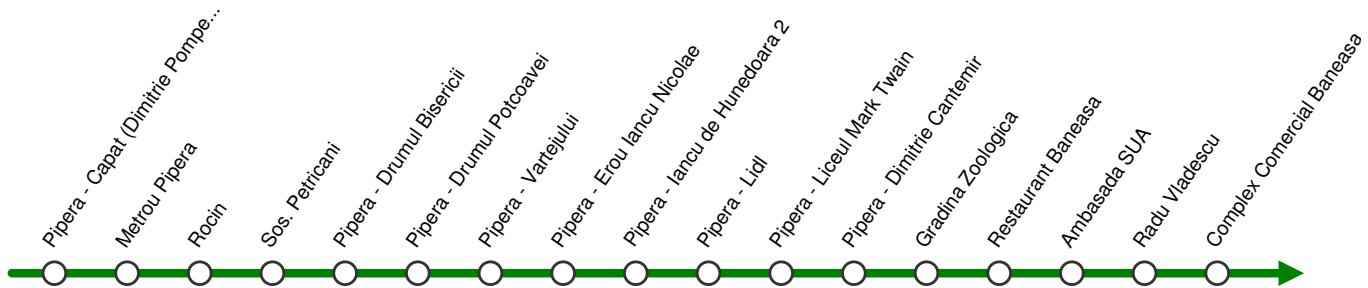 Pipera - Capat (Dimitrie Pompe...
Metrou Pipera
Rocin
Sos. Petricani
Pipera - Drumul Bisericii
Pipera - Drumul Potcoavei
Pipera - Vartejului
Pipera - Erou Iancu Nicolae
Pipera - Iancu de Hunedoara 2
Pipera - Lidl
Pipera - Liceul Mark Twain
Pipera - Dimitrie Cantemir
Gradina Zoologica
Restaurant Baneasa
Ambasada SUA
Radu Vladescu
Complex Comercial Baneasa